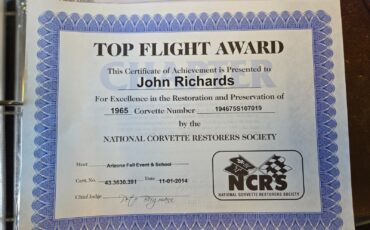 TOP FLIGHT AWARD
CHAPTER
This Certificate of Achievement is Presented to
John Richards
For Excellence in the Restoration and Preservation of
1965 Corvette Number 194675S107019
by the
NATIONAL CORVETTE RESTORERS SOCIETY
Meet Arizona Fall Event & School
Cert. No. 43.3630.391 Date 11-01-2014
Chief Judge
NCRS
NATIONAL CORVETTE RESTORERS SOCIETY